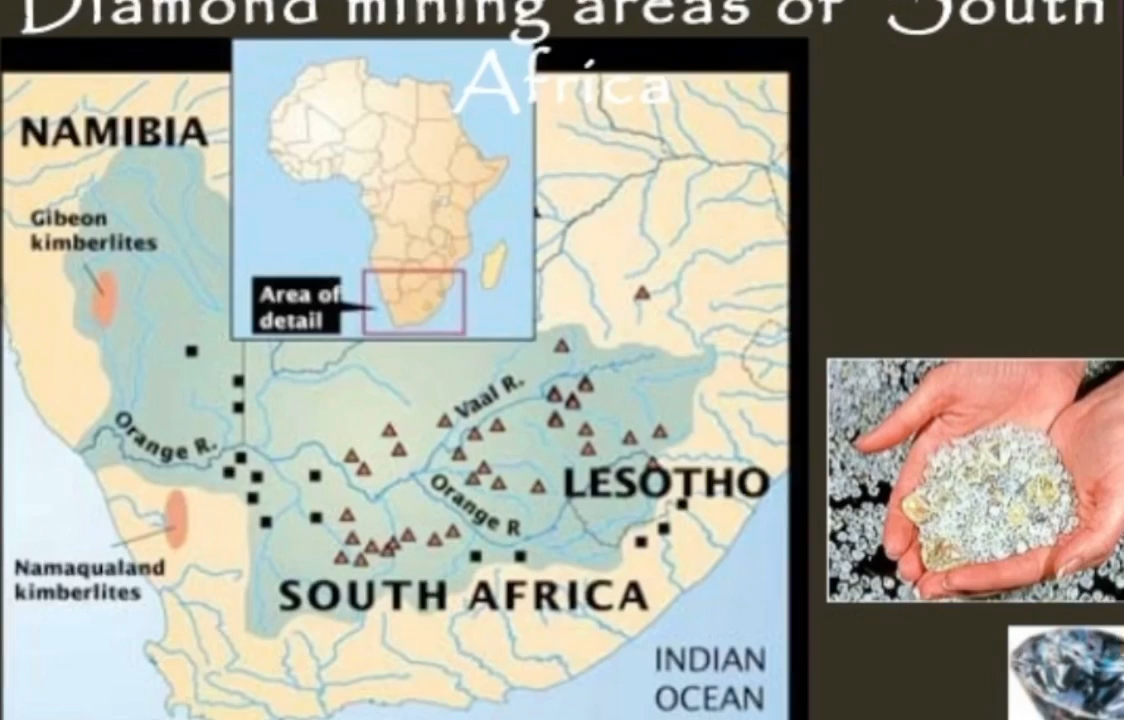 Diamond mining areas of South
Africa
NAMIBIA
Gibeon
kimberlites
Area of
detail
Vaal R.
Orange R.
LESOTHO
Orange R
Namaqualand
kimberlites
SOUTH AFRICA
INDIAN
OCEAN